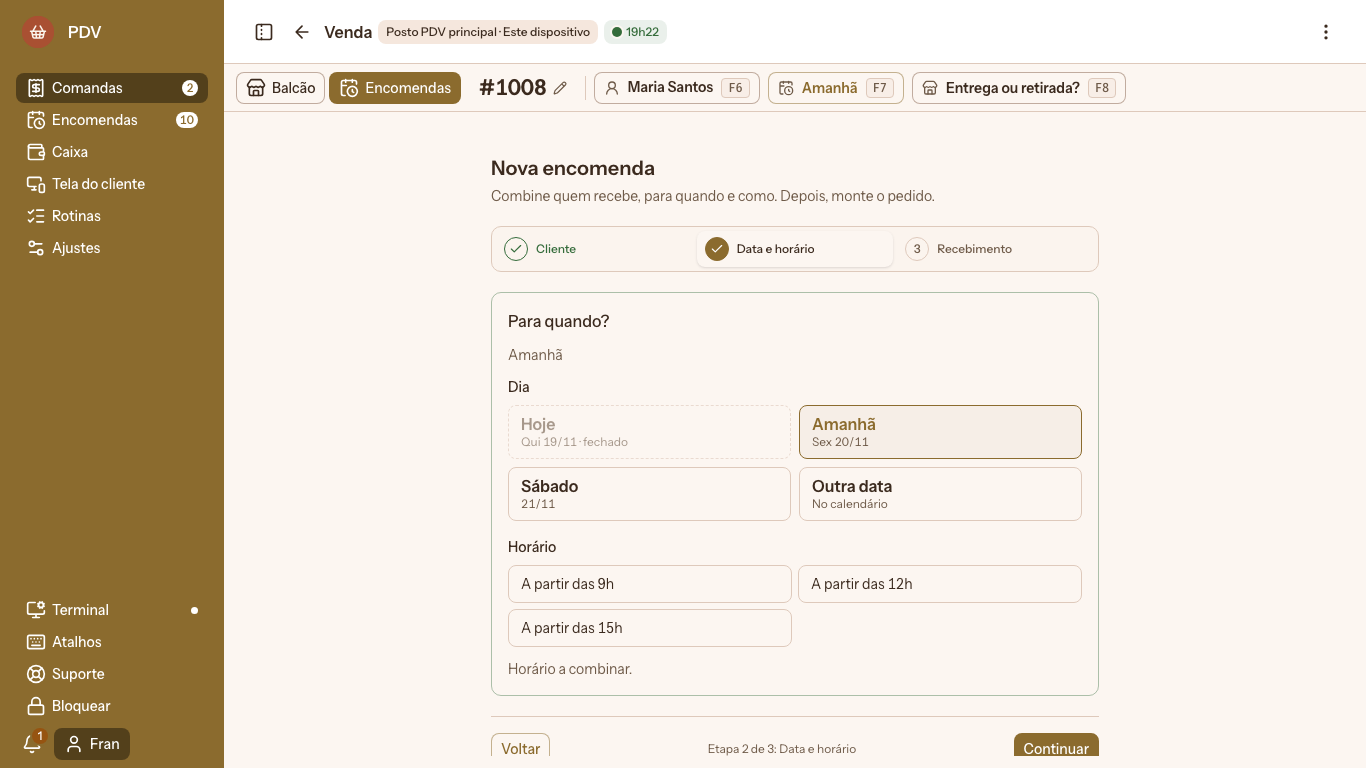 PDV
Venda
Posto PDV principal · Este dispositivo
19h22
Comandas 2
Encomendas 10
Caixa
Tela do cliente
Rotinas
Ajustes
Terminal
Atalhos
Suporte
Bloquear
1
Fran
Balcão
Encomendas
#1008
Maria Santos F6
Amanhã F7
Entrega ou retirada? F8
Nova encomenda
Combine quem recebe, para quando e como. Depois, monte o pedido.
Cliente
Data e horário
3 Recebimento
Para quando?
Amanhã
Dia
Hoje
Qui 19/11 · fechado
Amanhã
Sex 20/11
Sábado
21/11
Outra data
No calendário
Horário
A partir das 9h
A partir das 12h
A partir das 15h
Horário a combinar.
Voltar
Etapa 2 de 3: Data e horário
Continuar